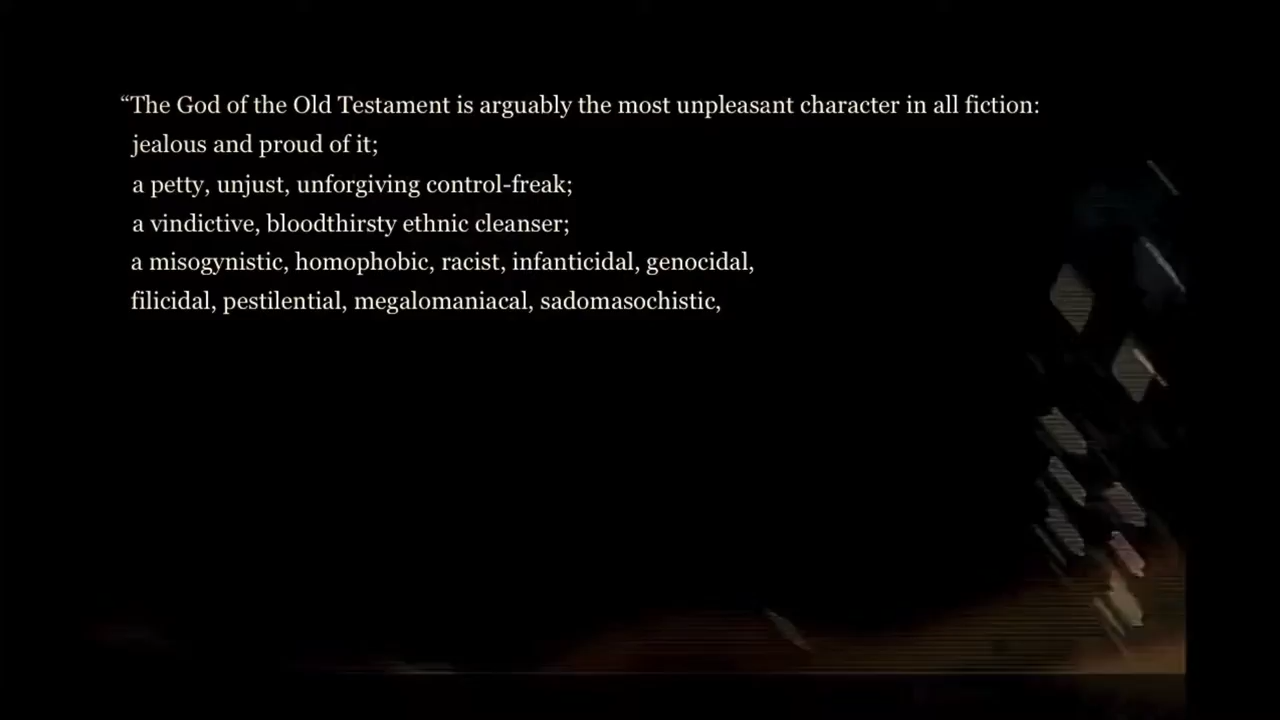 “The God of the Old Testament is arguably the most unpleasant character in all fiction:
jealous and proud of it;
a petty, unjust, unforgiving control-freak;
a vindictive, bloodthirsty ethnic cleanser;
a misogynistic, homophobic, racist, infanticidal, genocidal,
filicidal, pestilential, megalomaniacal, sadomasochistic,